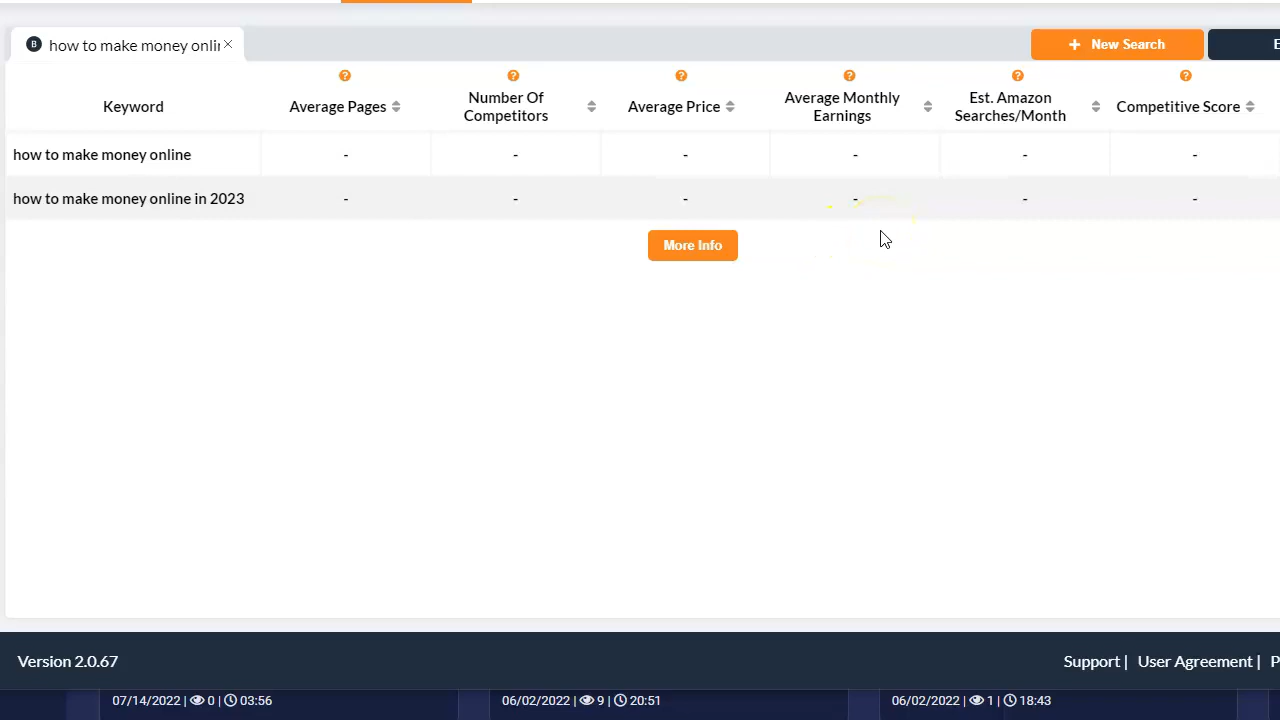 B how to make money onli ×
+ New Search
E
Keyword
? Average Pages
? Number Of Competitors
? Average Price
? Average Monthly Earnings
? Est. Amazon Searches/Month
? Competitive Score
how to make money online - - - - - -
how to make money online in 2023 - - - - - -
More Info
Version 2.0.67
Support | User Agreement | P
07/14/2022 | 0 | 03:56
06/02/2022 | 9 | 20:51
06/02/2022 | 1 | 18:43